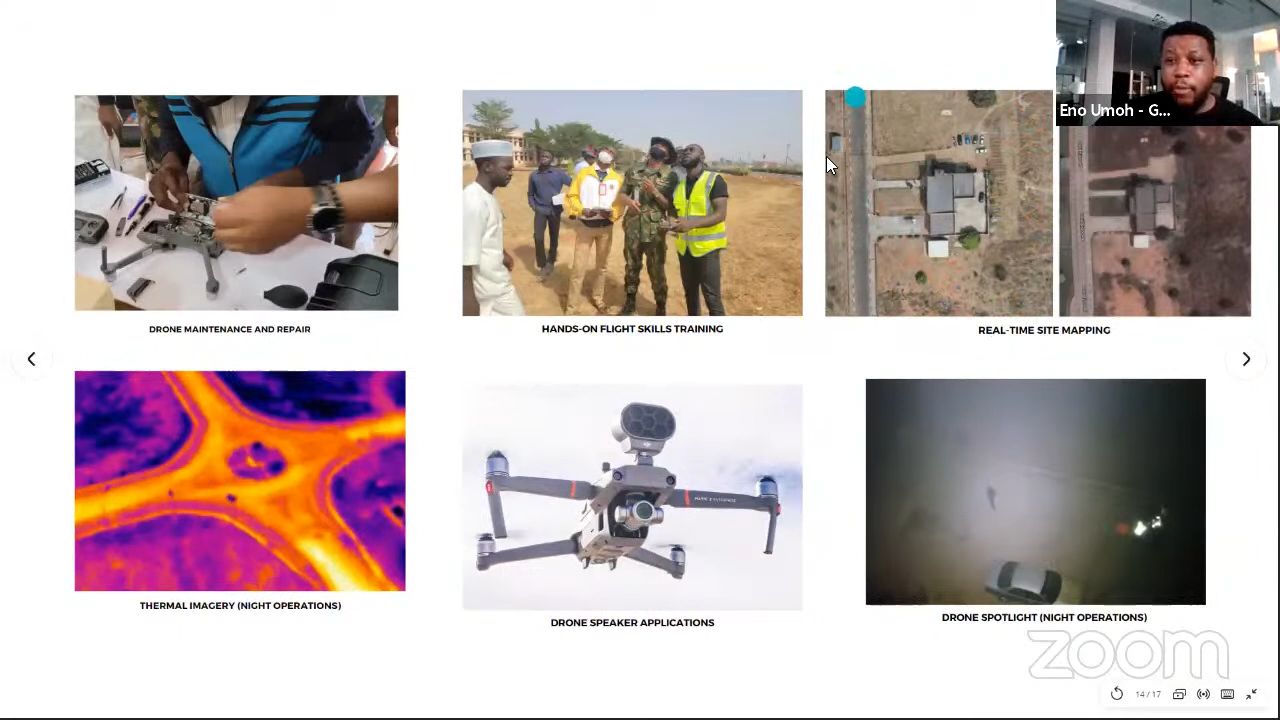 Eno Umoh - G...
DRONE MAINTENANCE AND REPAIR
HANDS-ON FLIGHT SKILLS TRAINING
REAL-TIME SITE MAPPING
THERMAL IMAGERY (NIGHT OPERATIONS)
DRONE SPEAKER APPLICATIONS
DRONE SPOTLIGHT (NIGHT OPERATIONS)
zoom
14 / 17